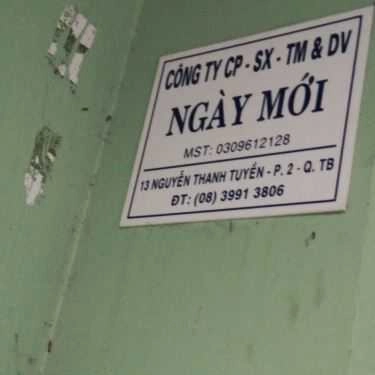 CÔNG TY CP - SX - TM & DV
NGÀY MỚI
MST: 0309612128
13 NGUYỄN THANH TUYỀN - P. 2 - Q. TB
ĐT: (08) 3991 3806